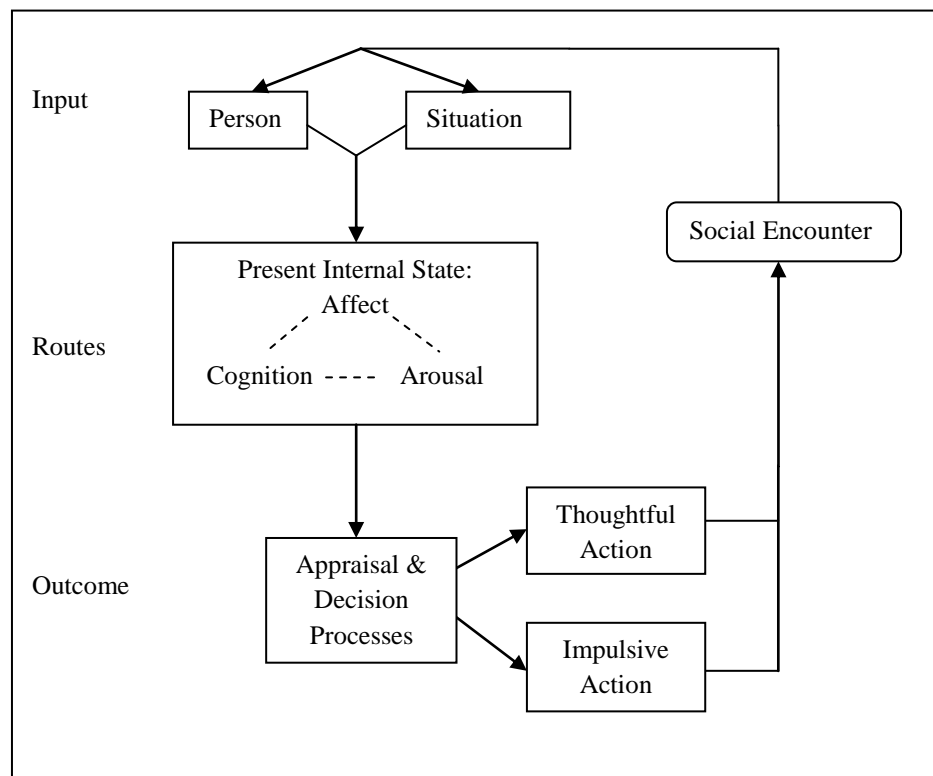 Input
Person
Situation
Social Encounter
Present Internal State:
Affect
Routes
Cognition
Arousal
Thoughtful
Action
Outcome
Appraisal &
Decision
Processes
Impulsive
Action